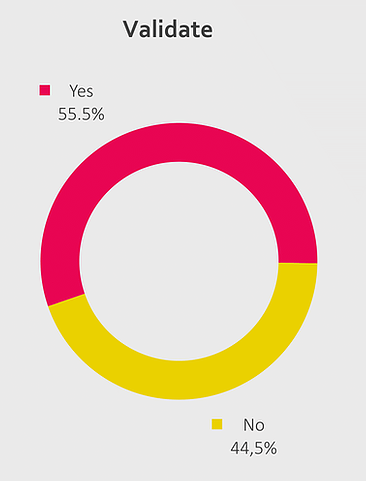 Validate
Yes
55.5%
No
44,5%